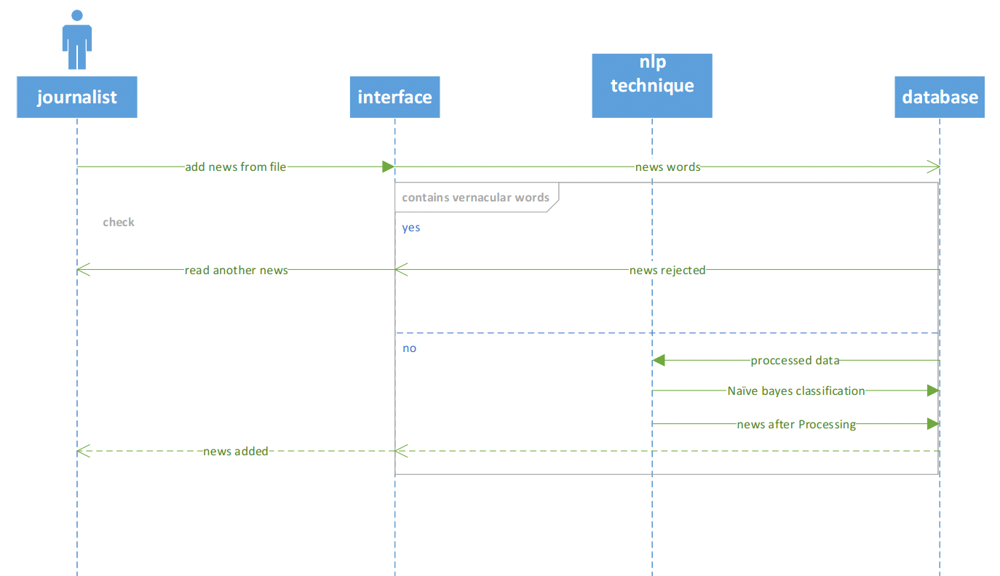 nlp
technique
journalist
interface
database
add news from file
news words
contains vernacular words
check
yes
read another news
news rejected
no
proccessed data
Naïve bayes classification
news after Processing
news added